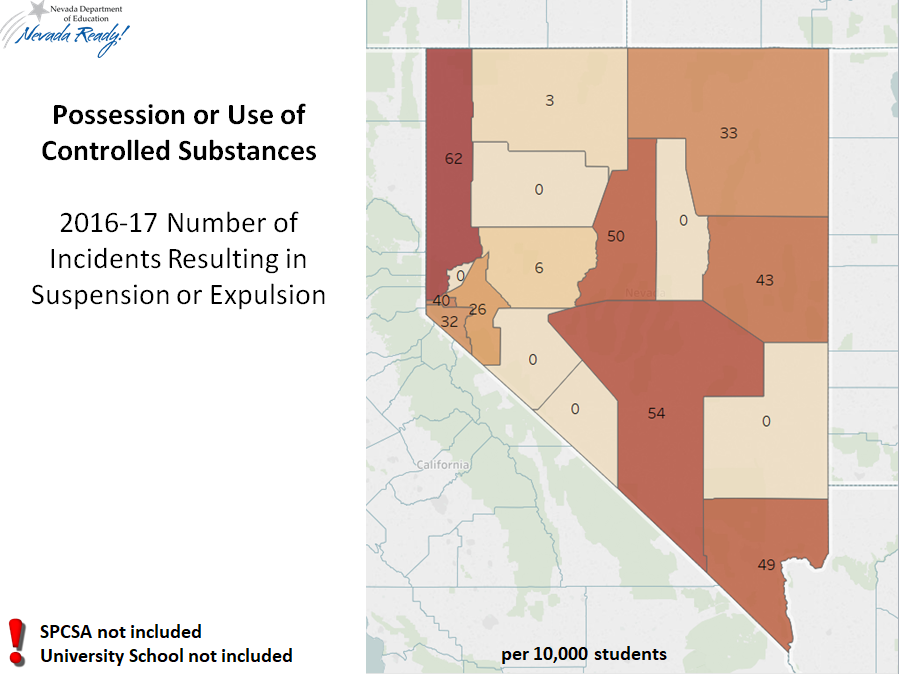 Nevada Department
of Education
Nevada Ready!
Possession or Use of
Controlled Substances
2016-17 Number of
Incidents Resulting in
Suspension or Expulsion
3
33
62
0
0
50
6
0
43
40
26
32
0
0
54
0
49
Nevada
California
SPCSA not included
University School not included
per 10,000 students